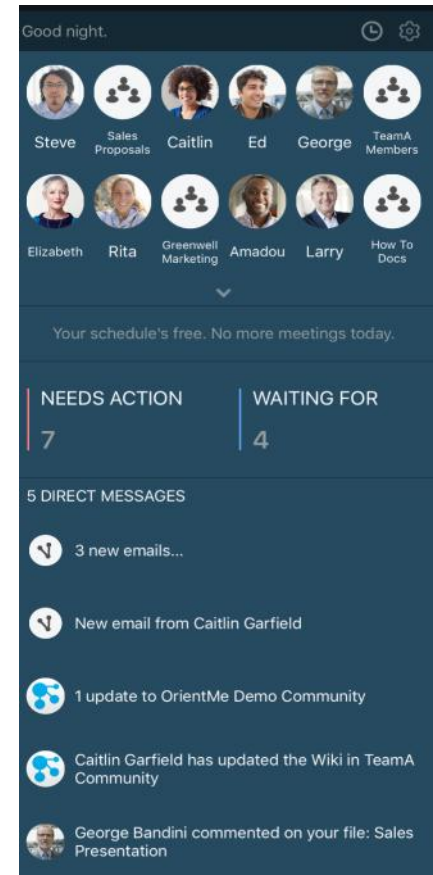 Good night.
Steve
Sales
Proposals
Caitlin
Ed
George
TeamA
Members
Elizabeth
Rita
Greenwell
Marketing
Amadou
Larry
How To
Docs
Your schedule's free. No more meetings today.
NEEDS ACTION
7
WAITING FOR
4
5 DIRECT MESSAGES
3 new emails...
New email from Caitlin Garfield
1 update to OrientMe Demo Community
Caitlin Garfield has updated the Wiki in TeamA
Community
George Bandini commented on your file: Sales
Presentation